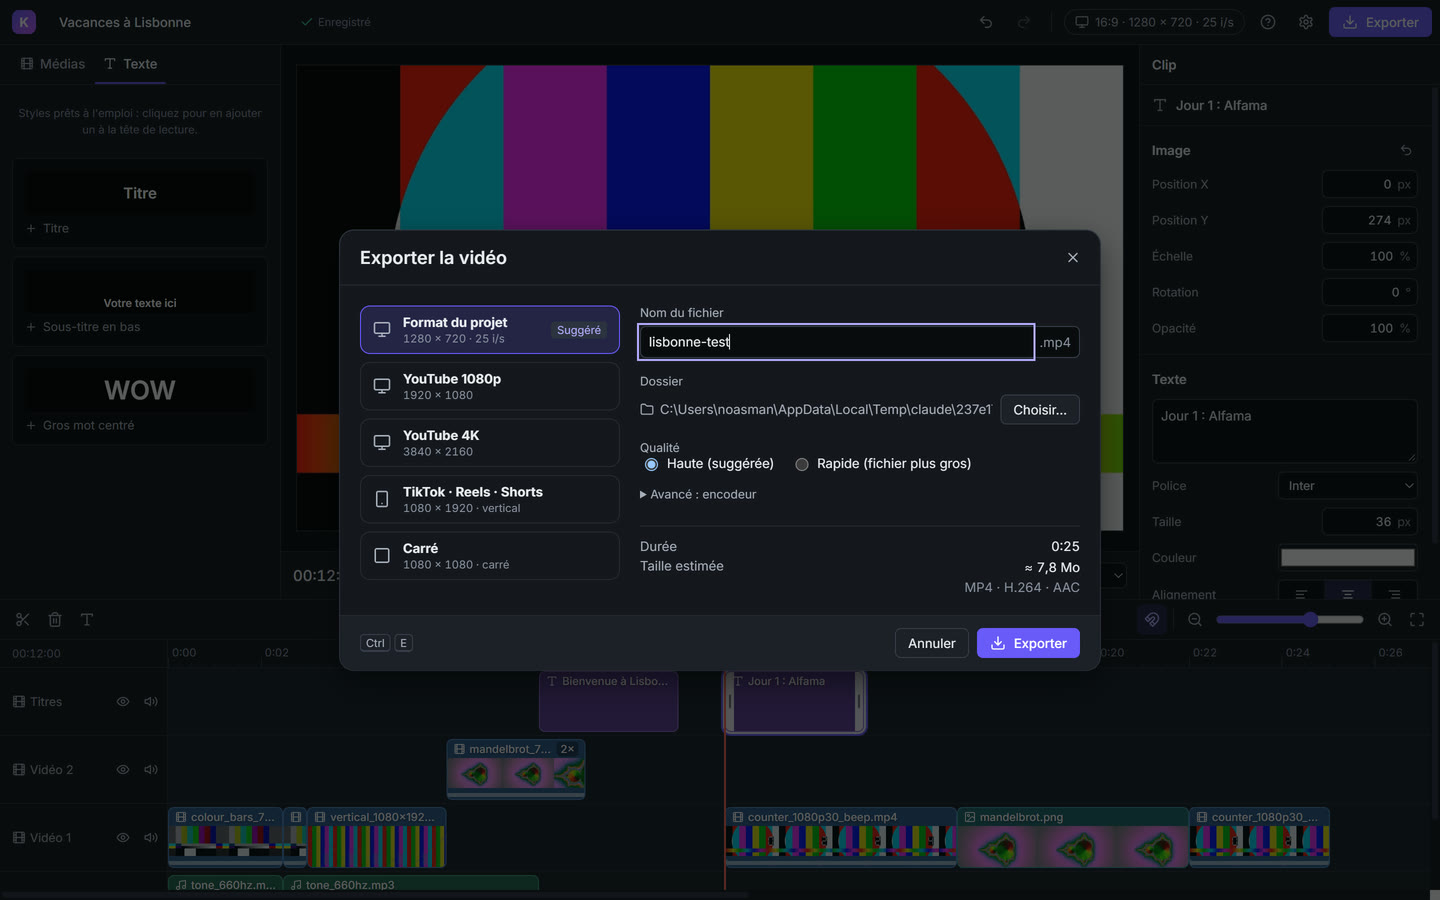 K
Vacances à Lisbonne
Enregistré
16:9 · 1280 × 720 · 25 i/s
Exporter
Médias
Texte
Styles prêts à l'emploi : cliquez pour en ajouter
un à la tête de lecture.
Titre
+ Titre
Votre texte ici
+ Sous-titre en bas
WOW
+ Gros mot centré
Clip
Jour 1 : Alfama
Image
Position X
0 px
Position Y
274 px
Échelle
100 %
Rotation
0 °
Opacité
100 %
Texte
Jour 1 : Alfama
Police
Inter
Taille
36 px
Couleur
Alignement
Exporter la vidéo
Format du projet
1280 × 720 · 25 i/s
Suggéré
YouTube 1080p
1920 × 1080
YouTube 4K
3840 × 2160
TikTok · Reels · Shorts
1080 × 1920 · vertical
Carré
1080 × 1080 · carré
Nom du fichier
lisbonne-test
.mp4
Dossier
C:\Users\noasman\AppData\Local\Temp\claude\237e1
Choisir...
Qualité
Haute (suggérée)
Rapide (fichier plus gros)
Avancé : encodeur
Durée
0:25
Taille estimée
≈ 7,8 Mo
MP4 · H.264 · AAC
Ctrl E
Annuler
Exporter
00:12:
00:12:00
0:00
0:02
0:20
0:22
0:24
0:26
Titres
Bienvenue à Lisbo...
Jour 1 : Alfama
Vidéo 2
mandelbrot_7...
2×
Vidéo 1
colour_bars_7...
vertical_1080×192...
counter_1080p30_beep.mp4
mandelbrot.png
counter_1080p30_...
tone_660hz.m...
tone_660hz.mp3